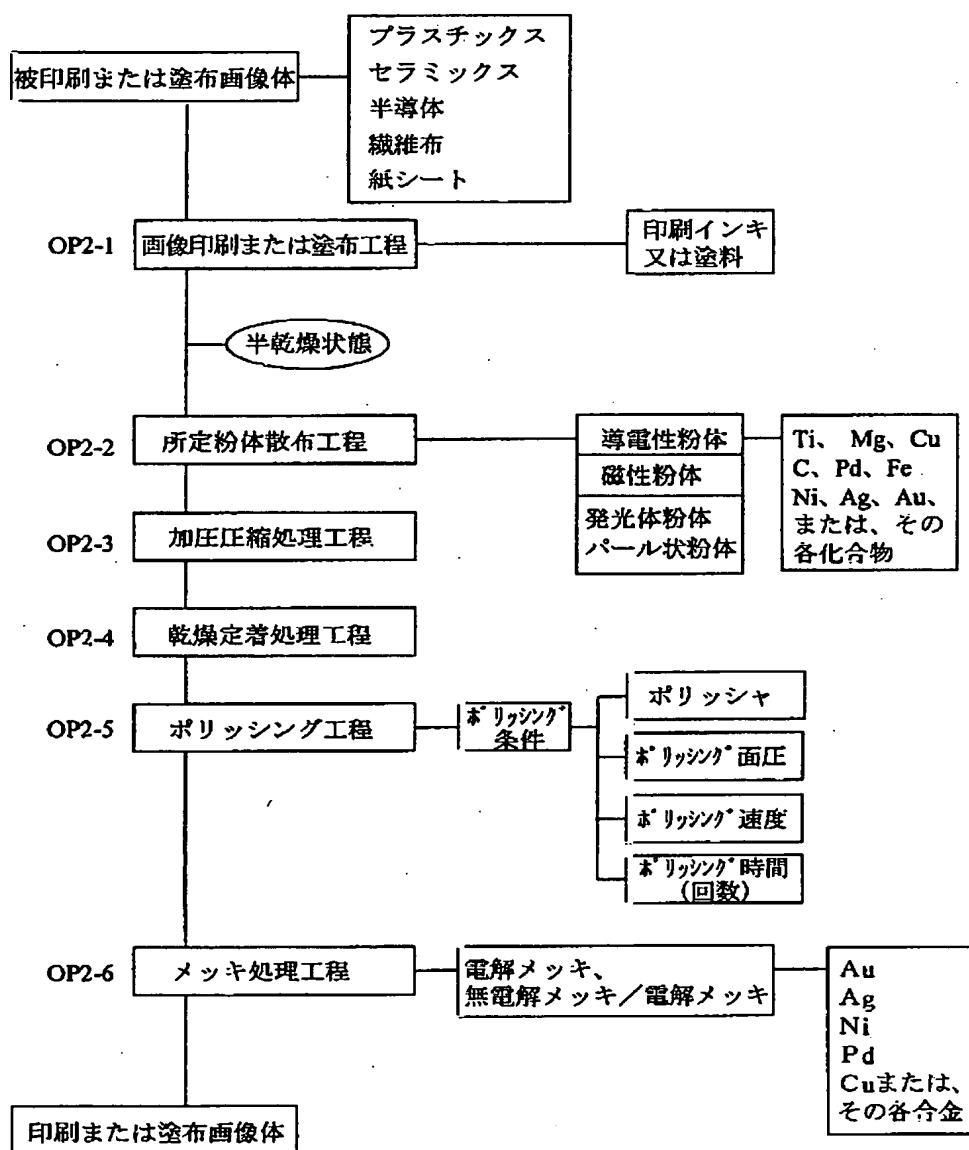 被印刷または塗布画像体
プラスチックス
セラミックス
半導体
繊維布
紙シート
OP2-1
画像印刷または塗布工程
印刷インキ
又は塗料
半乾燥状態
OP2-2
所定粉体散布工程
導電性粉体
磁性粉体
発光体粉体
パール状粉体
Ti、Mg、Cu
C、Pd、Fe
Ni、Ag、Au、
または、その
各化合物
OP2-3
加圧圧縮処理工程
OP2-4
乾燥定着処理工程
OP2-5
ポリッシング工程
ﾎﾟﾘｯｼﾝｸﾞ
条件
ポリッシャ
ﾎﾟﾘｯｼﾝｸﾞ面圧
ﾎﾟﾘｯｼﾝｸﾞ速度
ﾎﾟﾘｯｼﾝｸﾞ時間
(回数)
OP2-6
メッキ処理工程
電解メッキ、
無電解メッキ／電解メッキ
Au
Ag
Ni
Pd
Cuまたは、
その各合金
印刷または塗布画像体